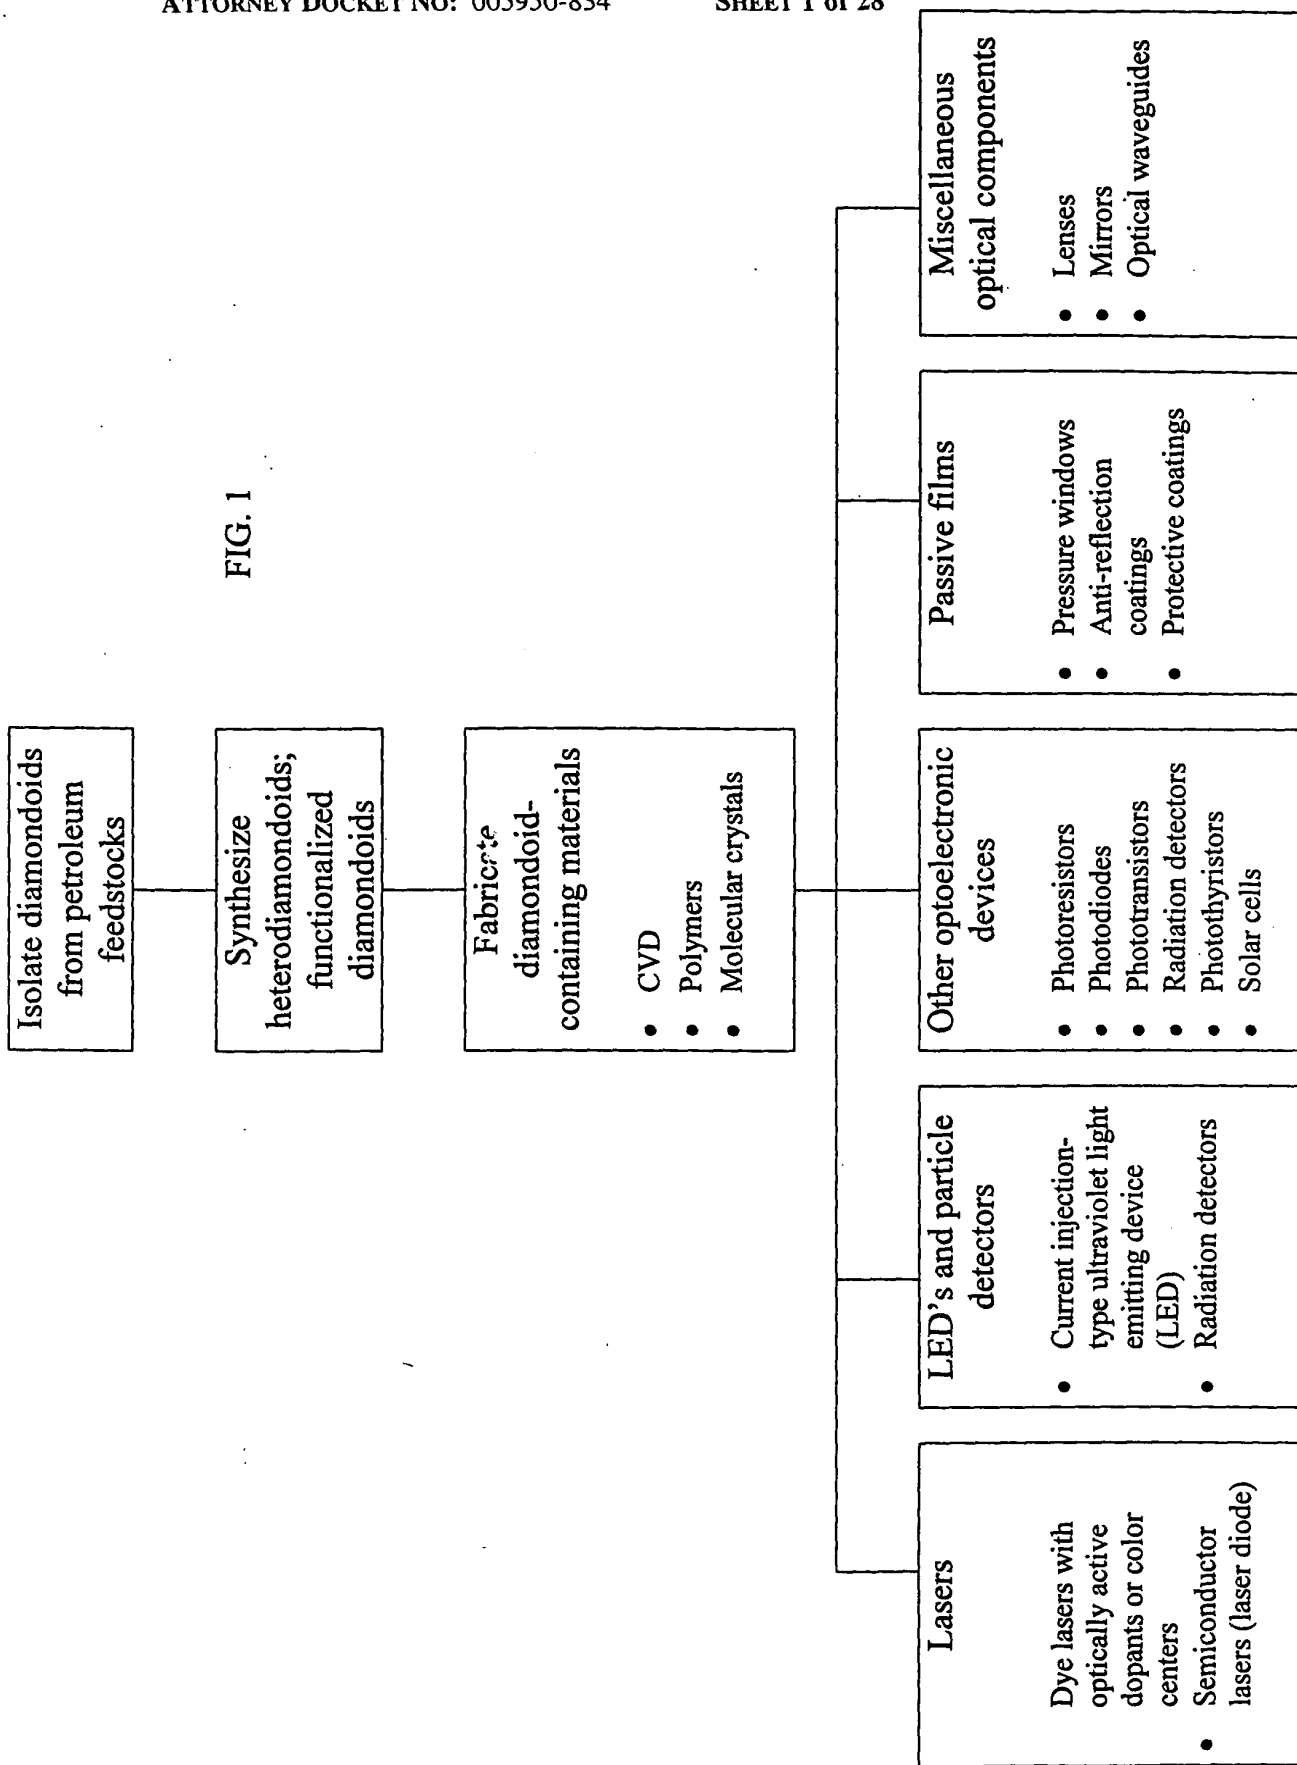 ATTORNEY DOCKET NO: 005950-834 SHEET 1 of 28
FIG. 1
Isolate diamondoids
from petroleum
feedstocks
Synthesize
heterodiamondoids;
functionalized
diamondoids
Fabricate
diamondoid-
containing materials
• CVD
• Polymers
• Molecular crystals
Lasers
Dye lasers with
optically active
dopants or color
centers
• Semiconductor
lasers (laser diode)
LED's and particle
detectors
• Current injection-
type ultraviolet light
emitting device
(LED)
• Radiation detectors
Other optoelectronic
devices
• Photoresistors
• Photodiodes
• Phototransistors
• Radiation detectors
• Photothyristors
• Solar cells
Passive films
• Pressure windows
• Anti-reflection
coatings
• Protective coatings
Miscellaneous
optical components
• Lenses
• Mirrors
• Optical waveguides